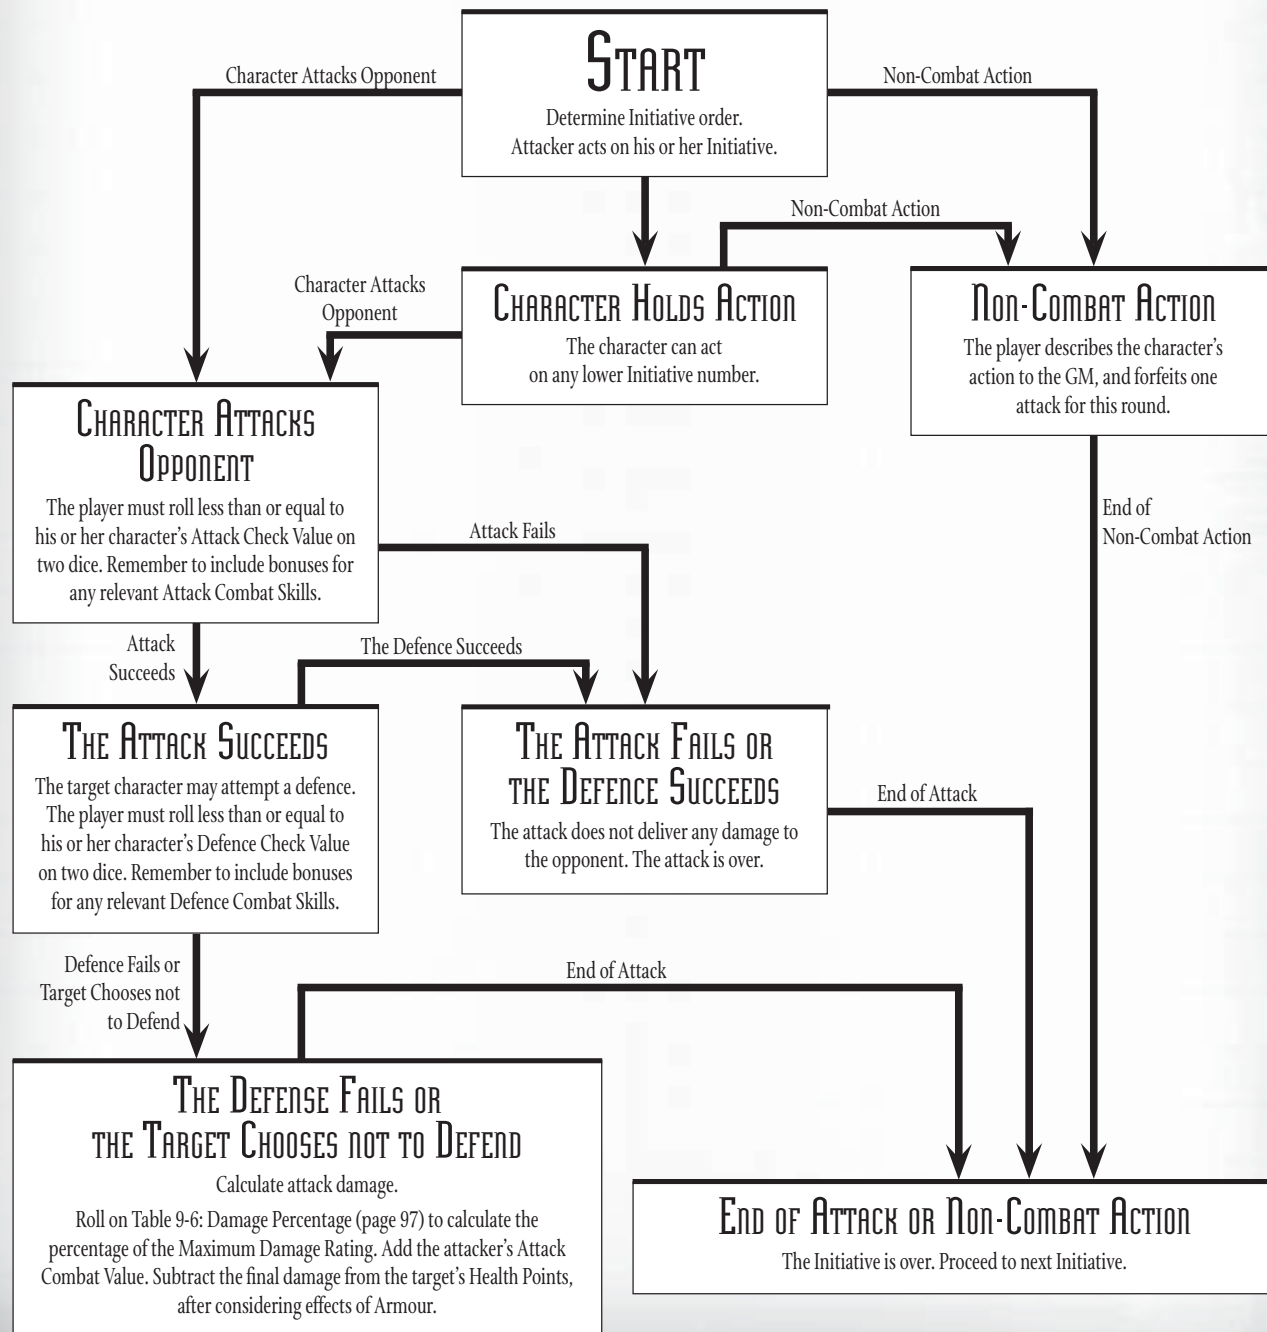 START
Determine Initiative order.
Attacker acts on his or her Initiative.
Character Attacks Opponent
Non-Combat Action
Non-Combat Action
Character Attacks
Opponent
CHARACTER HOLDS ACTION
The character can act
on any lower Initiative number.
NON-COMBAT ACTION
The player describes the character's
action to the GM, and forfeits one
attack for this round.
CHARACTER ATTACKS
OPPONENT
The player must roll less than or equal to
his or her character's Attack Check Value on
two dice. Remember to include bonuses for
any relevant Attack Combat Skills.
Attack Fails
End of
Non-Combat Action
Attack
Succeeds
The Defence Succeeds
THE ATTACK SUCCEEDS
The target character may attempt a defence.
The player must roll less than or equal to
his or her character's Defence Check Value
on two dice. Remember to include bonuses
for any relevant Defence Combat Skills.
THE ATTACK FAILS OR
THE DEFENCE SUCCEEDS
The attack does not deliver any damage to
the opponent. The attack is over.
End of Attack
Defence Fails or
Target Chooses not
to Defend
End of Attack
THE DEFENSE FAILS OR
THE TARGET CHOOSES NOT TO DEFEND
Calculate attack damage.
Roll on Table 9-6: Damage Percentage (page 97) to calculate the
percentage of the Maximum Damage Rating. Add the attacker's Attack
Combat Value. Subtract the final damage from the target's Health Points,
after considering effects of Armour.
END OF ATTACK OR NON-COMBAT ACTION
The Initiative is over. Proceed to next Initiative.